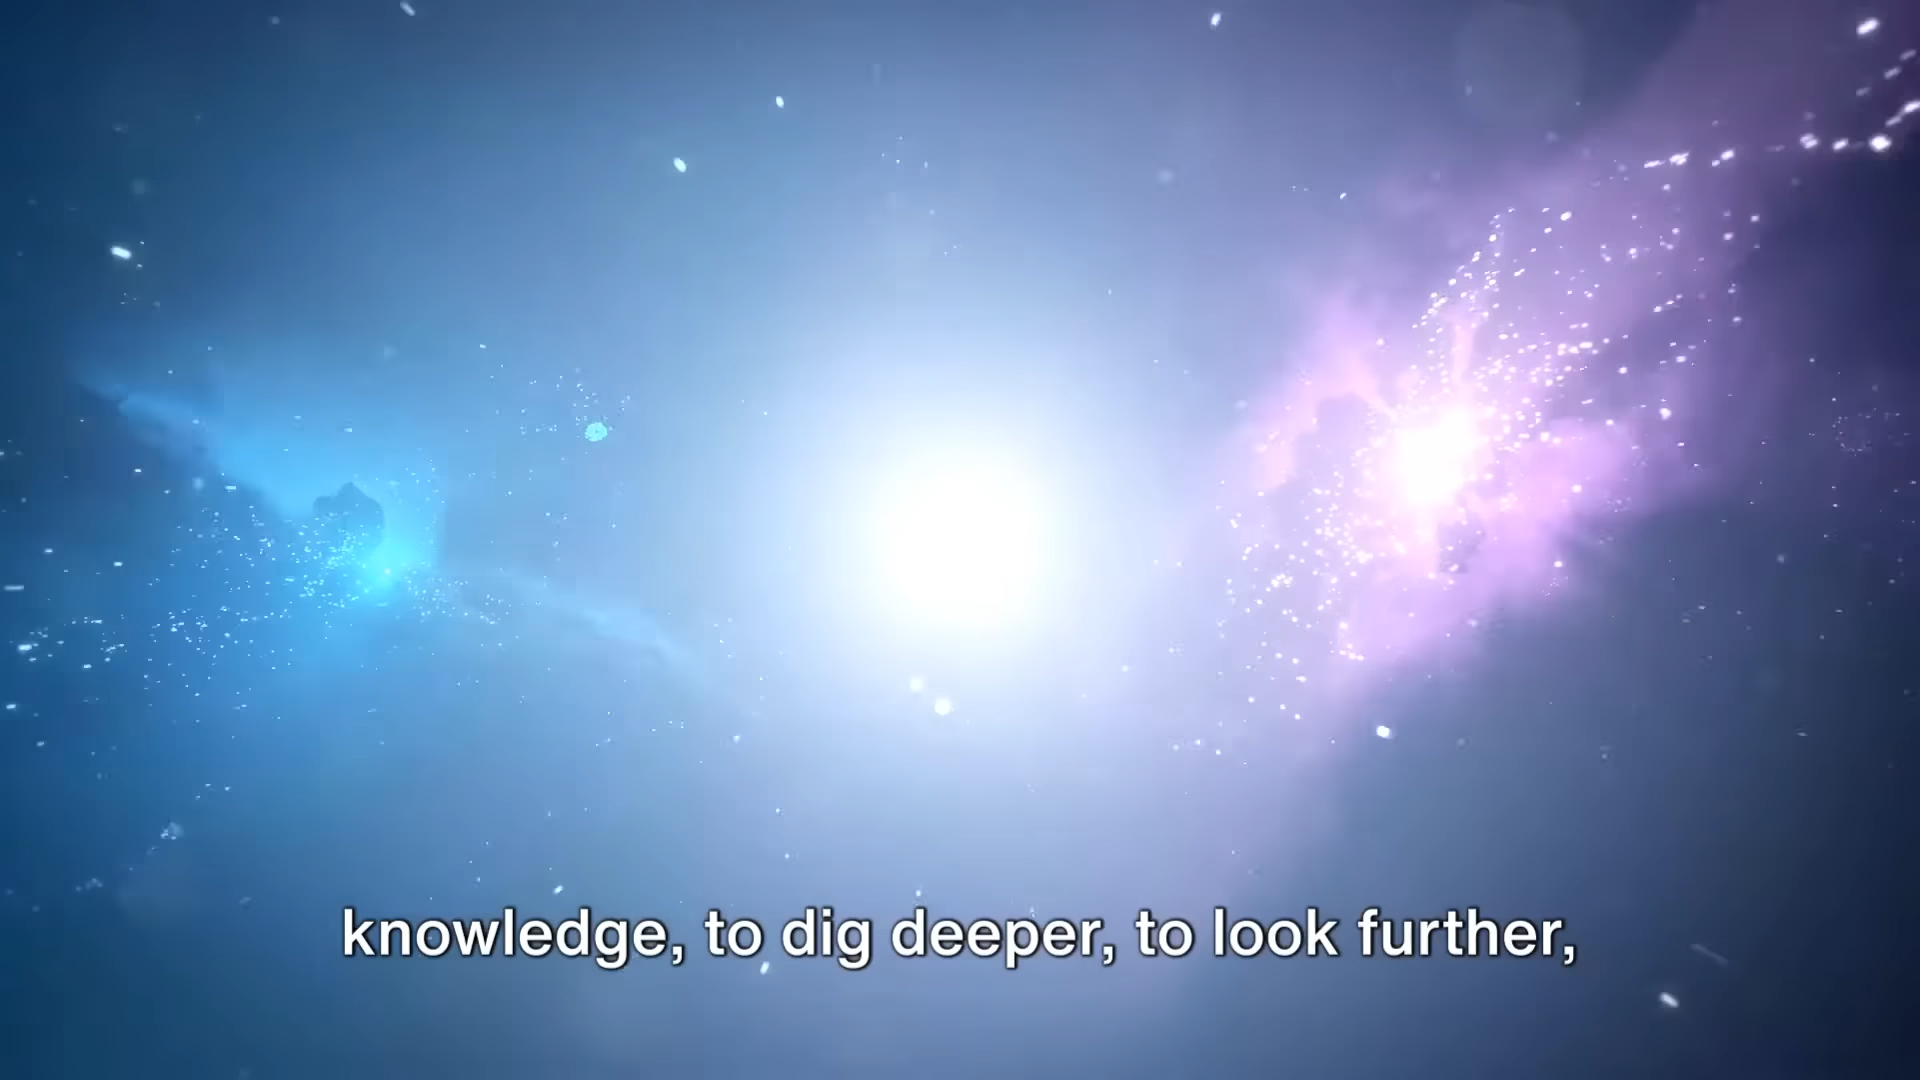 knowledge, to dig deeper, to look further,